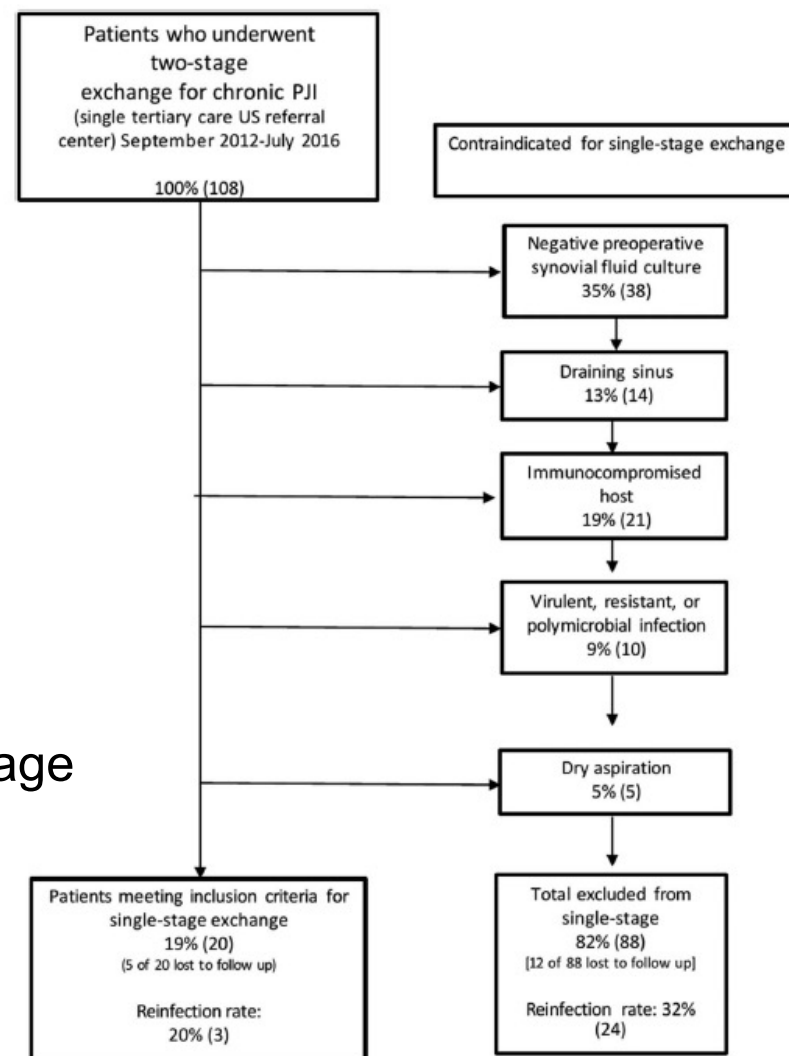 Patients who underwent
two-stage
exchange for chronic PJI
(single tertiary care US referral
center) September 2012-July 2016
100% (108)
Contraindicated for single-stage exchange
Negative preoperative
synovial fluid culture
35% (38)
Draining sinus
13% (14)
Immunocompromised
host
19% (21)
Virulent, resistant, or
polymicrobial infection
9% (10)
age
Dry aspiration
5% (5)
Patients meeting inclusion criteria for
single-stage exchange
19% (20)
(5 of 20 lost to follow up)
Reinfection rate:
20% (3)
Total excluded from
single-stage
82% (88)
[12 of 88 lost to follow up]
Reinfection rate: 32%
(24)